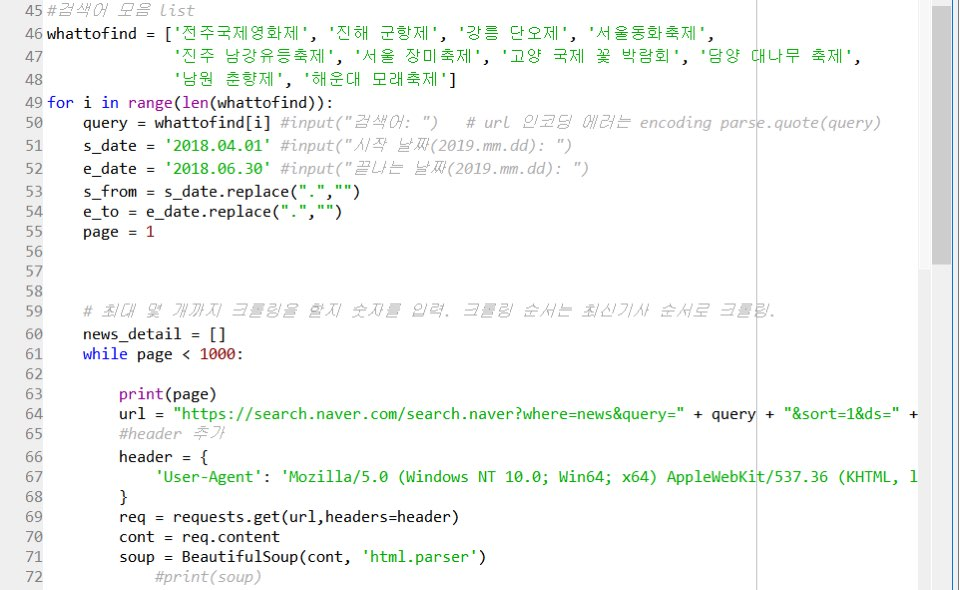 45 #검색어 모음 list
46 whattofind = ['전주국제영화제', '진해 군항제', '강릉 단오제', '서울동화축제',
47 '진주 남강유등축제', '서울 장미축제', '고양 국제 꽃 박람회', '담양 대나무 축제',
48 '남원 춘향제', '해운대 모래축제']
49 for i in range(len(whattofind)):
50 query = whattofind[i] #input("검색어: ") # url 인코딩 에러는 encoding parse.quote(query)
51 s_date = '2018.04.01' #input("시작 날짜(2019.mm.dd): ")
52 e_date = '2018.06.30' #input("끝나는 날짜(2019.mm.dd): ")
53 s_from = s_date.replace(".","")
54 e_to = e_date.replace(".","")
55 page = 1
56
57
58
59 # 최대 몇 개까지 크롤링을 할지 숫자를 입력. 크롤링 순서는 최신기사 순서로 크롤링.
60 news_detail = []
61 while page < 1000:
62
63 print(page)
64 url = "https://search.naver.com/search.naver?where=news&query=" + query + "&sort=1&ds=" +
65 #header 추가
66 header = {
67 'User-Agent': 'Mozilla/5.0 (Windows NT 10.0; Win64; x64) AppleWebKit/537.36 (KHTML, l
68 }
69 req = requests.get(url,headers=header)
70 cont = req.content
71 soup = BeautifulSoup(cont, 'html.parser')
72 #print(soup)